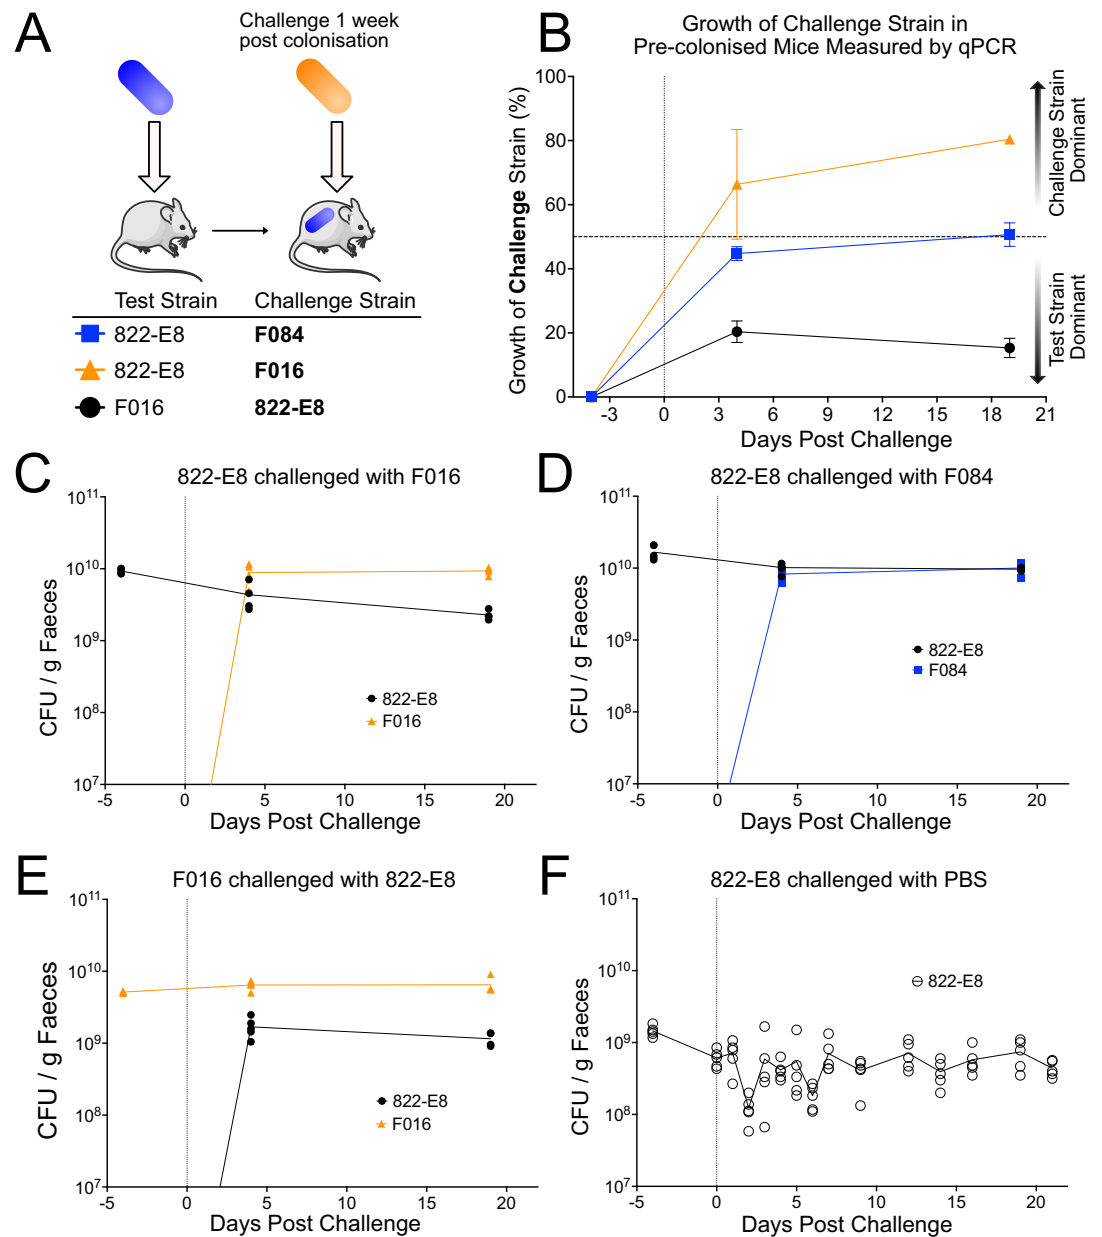 A
Challenge 1 week
post colonisation
Test Strain Challenge Strain
822-E8 F084
822-E8 F016
F016 822-E8
B
Growth of Challenge Strain in
Pre-colonised Mice Measured by qPCR
Growth of Challenge Strain (%)
100
80
60
40
20
0
-3 0 3 6 9 12 15 18 21
Days Post Challenge
Challenge Strain
Dominant
Test Strain
Dominant
C
822-E8 challenged with F016
CFU / g Faeces
10¹¹
10¹⁰
10⁹
10⁸
10⁷
822-E8
F016
-5 0 5 10 15 20
Days Post Challenge
D
822-E8 challenged with F084
CFU / g Faeces
10¹¹
10¹⁰
10⁹
10⁸
10⁷
822-E8
F084
-5 0 5 10 15 20
Days Post Challenge
E
F016 challenged with 822-E8
CFU / g Faeces
10¹¹
10¹⁰
10⁹
10⁸
10⁷
822-E8
F016
-5 0 5 10 15 20
Days Post Challenge
F
822-E8 challenged with PBS
CFU / g Faeces
10¹¹
10¹⁰
10⁹
10⁸
10⁷
822-E8
-5 0 5 10 15 20
Days Post Challenge